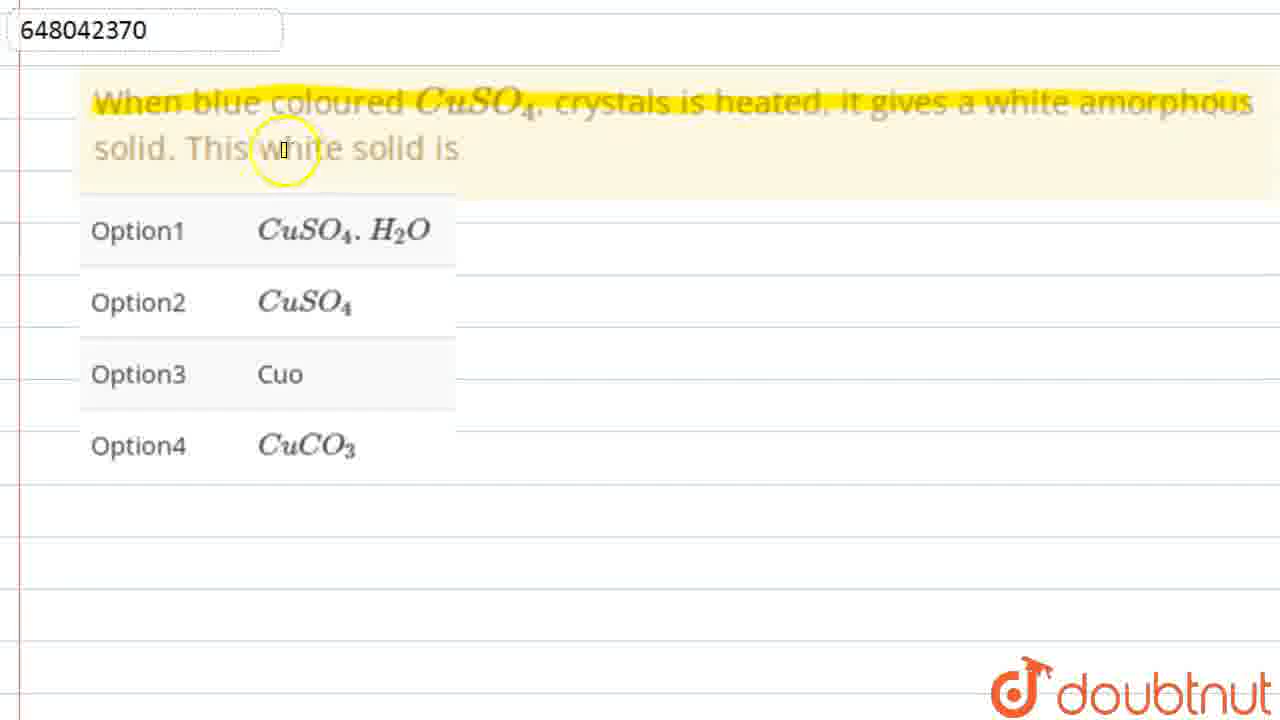 648042370
When blue coloured CuSO₄. crystals is heated, it gives a white amorphous
solid. This white solid is
Option1 CuSO₄. H₂O
Option2 CuSO₄
Option3 Cuo
Option4 CuCO₃
doubtnut